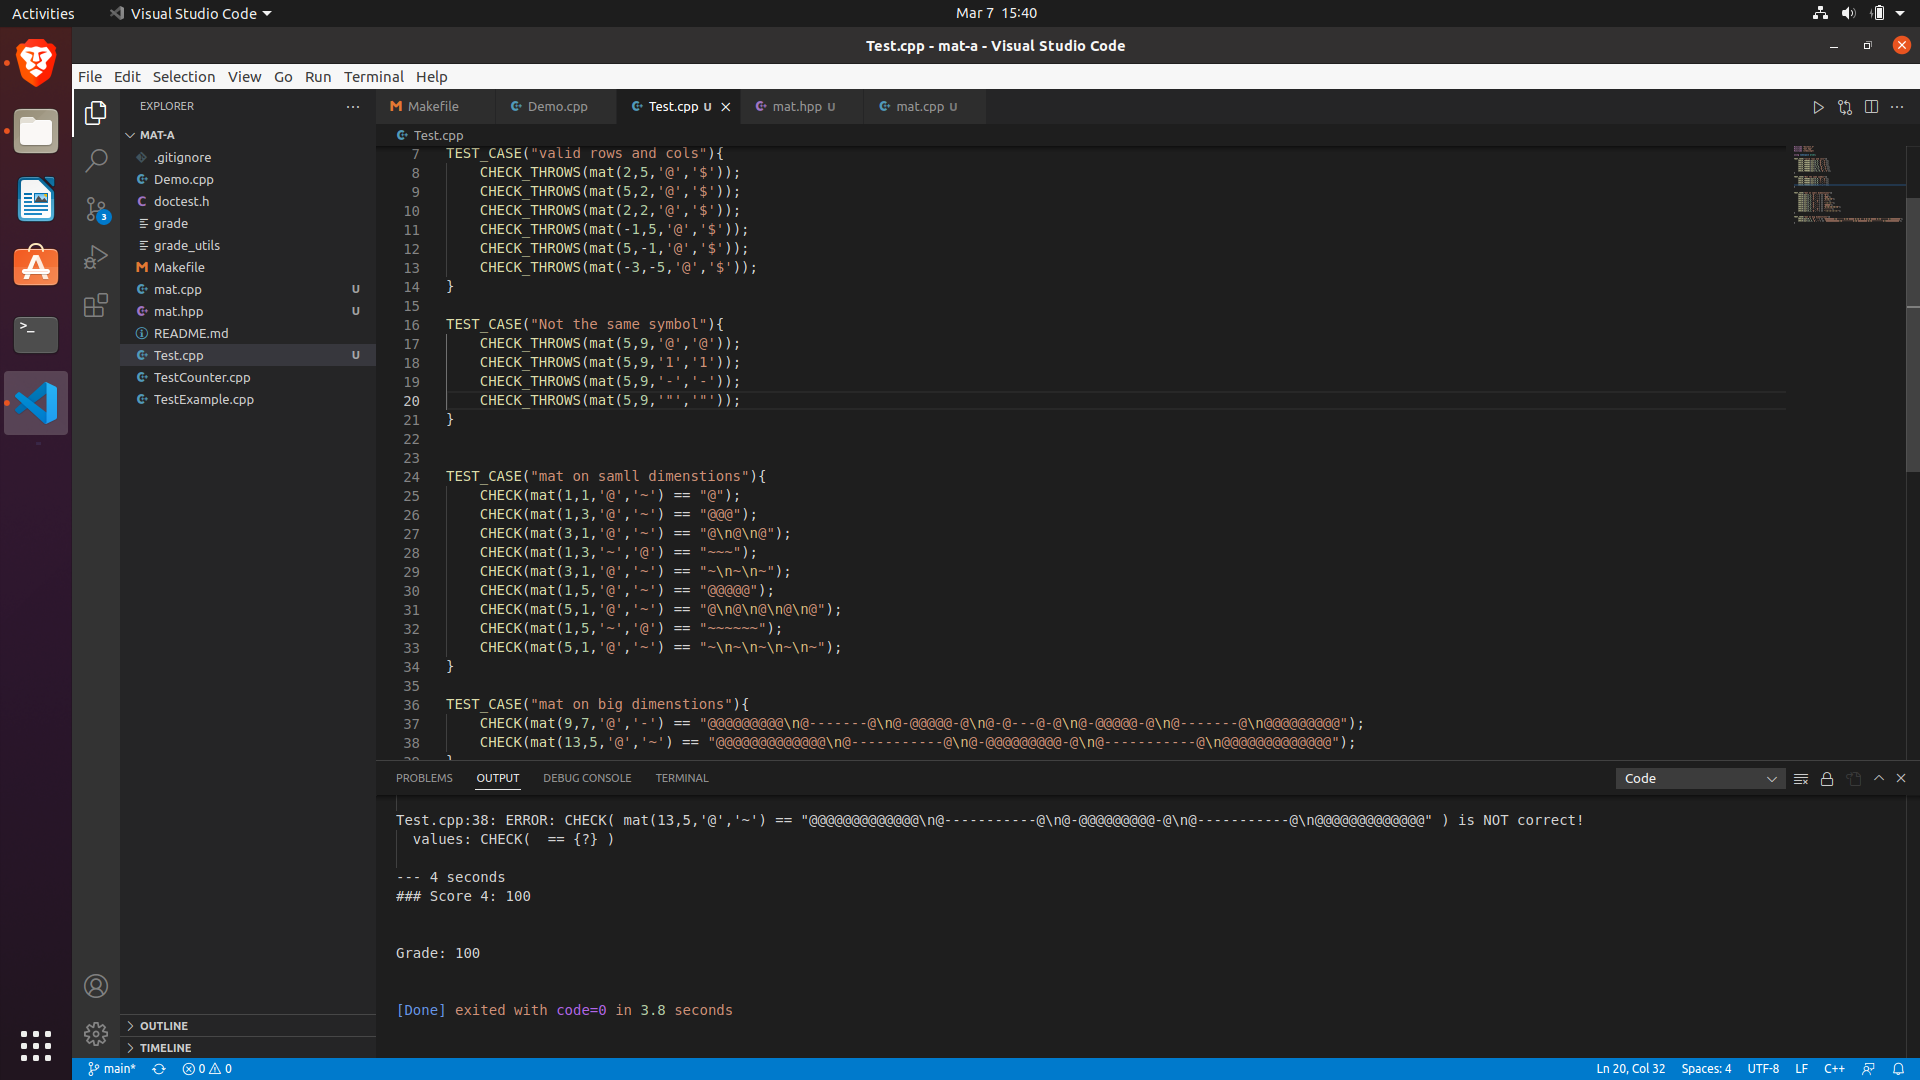 Activities
Visual Studio Code
Mar 7 15:40
Test.cpp - mat-a - Visual Studio Code
File Edit Selection View Go Run Terminal Help
EXPLORER
MAT-A
.gitignore
Demo.cpp
doctest.h
grade
grade_utils
Makefile
mat.cpp U
mat.hpp U
README.md
Test.cpp U
TestCounter.cpp
TestExample.cpp
OUTLINE
TIMELINE
Makefile
Demo.cpp
Test.cpp U
mat.hpp U
mat.cpp U
Test.cpp
7 TEST_CASE("valid rows and cols"){
8 CHECK_THROWS(mat(2,5,'@','$'));
9 CHECK_THROWS(mat(5,2,'@','$'));
10 CHECK_THROWS(mat(2,2,'@','$'));
11 CHECK_THROWS(mat(-1,5,'@','$'));
12 CHECK_THROWS(mat(5,-1,'@','$'));
13 CHECK_THROWS(mat(-3,-5,'@','$'));
14 }
15
16 TEST_CASE("Not the same symbol"){
17 CHECK_THROWS(mat(5,9,'@','@'));
18 CHECK_THROWS(mat(5,9,'1','1'));
19 CHECK_THROWS(mat(5,9,'-','-'));
20 CHECK_THROWS(mat(5,9,'"','"'));
21 }
22
23
24 TEST_CASE("mat on samll dimenstions"){
25 CHECK(mat(1,1,'@','~') == "@");
26 CHECK(mat(1,3,'@','~') == "@@@");
27 CHECK(mat(3,1,'@','~') == "@\n@\n@");
28 CHECK(mat(1,3,'~','@') == "~~~");
29 CHECK(mat(3,1,'@','~') == "~\n~\n~");
30 CHECK(mat(1,5,'@','~') == "@@@@@");
31 CHECK(mat(5,1,'@','~') == "@\n@\n@\n@\n@");
32 CHECK(mat(1,5,'~','@') == "~~~~~~");
33 CHECK(mat(5,1,'@','~') == "~\n~\n~\n~\n~");
34 }
35
36 TEST_CASE("mat on big dimenstions"){
37 CHECK(mat(9,7,'@','-') == "@@@@@@@@@\n@-------@\n@-@@@@@-@\n@-@---@-@\n@-@@@@@-@\n@-------@\n@@@@@@@@@");
38 CHECK(mat(13,5,'@','~') == "@@@@@@@@@@@@@\n@-----------@\n@-@@@@@@@@@-@\n@-----------@\n@@@@@@@@@@@@@");
39 }
PROBLEMS OUTPUT DEBUG CONSOLE TERMINAL
Code
Test.cpp:38: ERROR: CHECK( mat(13,5,'@','~') == "@@@@@@@@@@@@@\n@-----------@\n@-@@@@@@@@@-@\n@-----------@\n@@@@@@@@@@@@@" ) is NOT correct!
values: CHECK(  == {?} )
--- 4 seconds
### Score 4: 100
Grade: 100
[Done] exited with code=0 in 3.8 seconds
3
main*
0 0
Ln 20, Col 32 Spaces: 4 UTF-8 LF C++